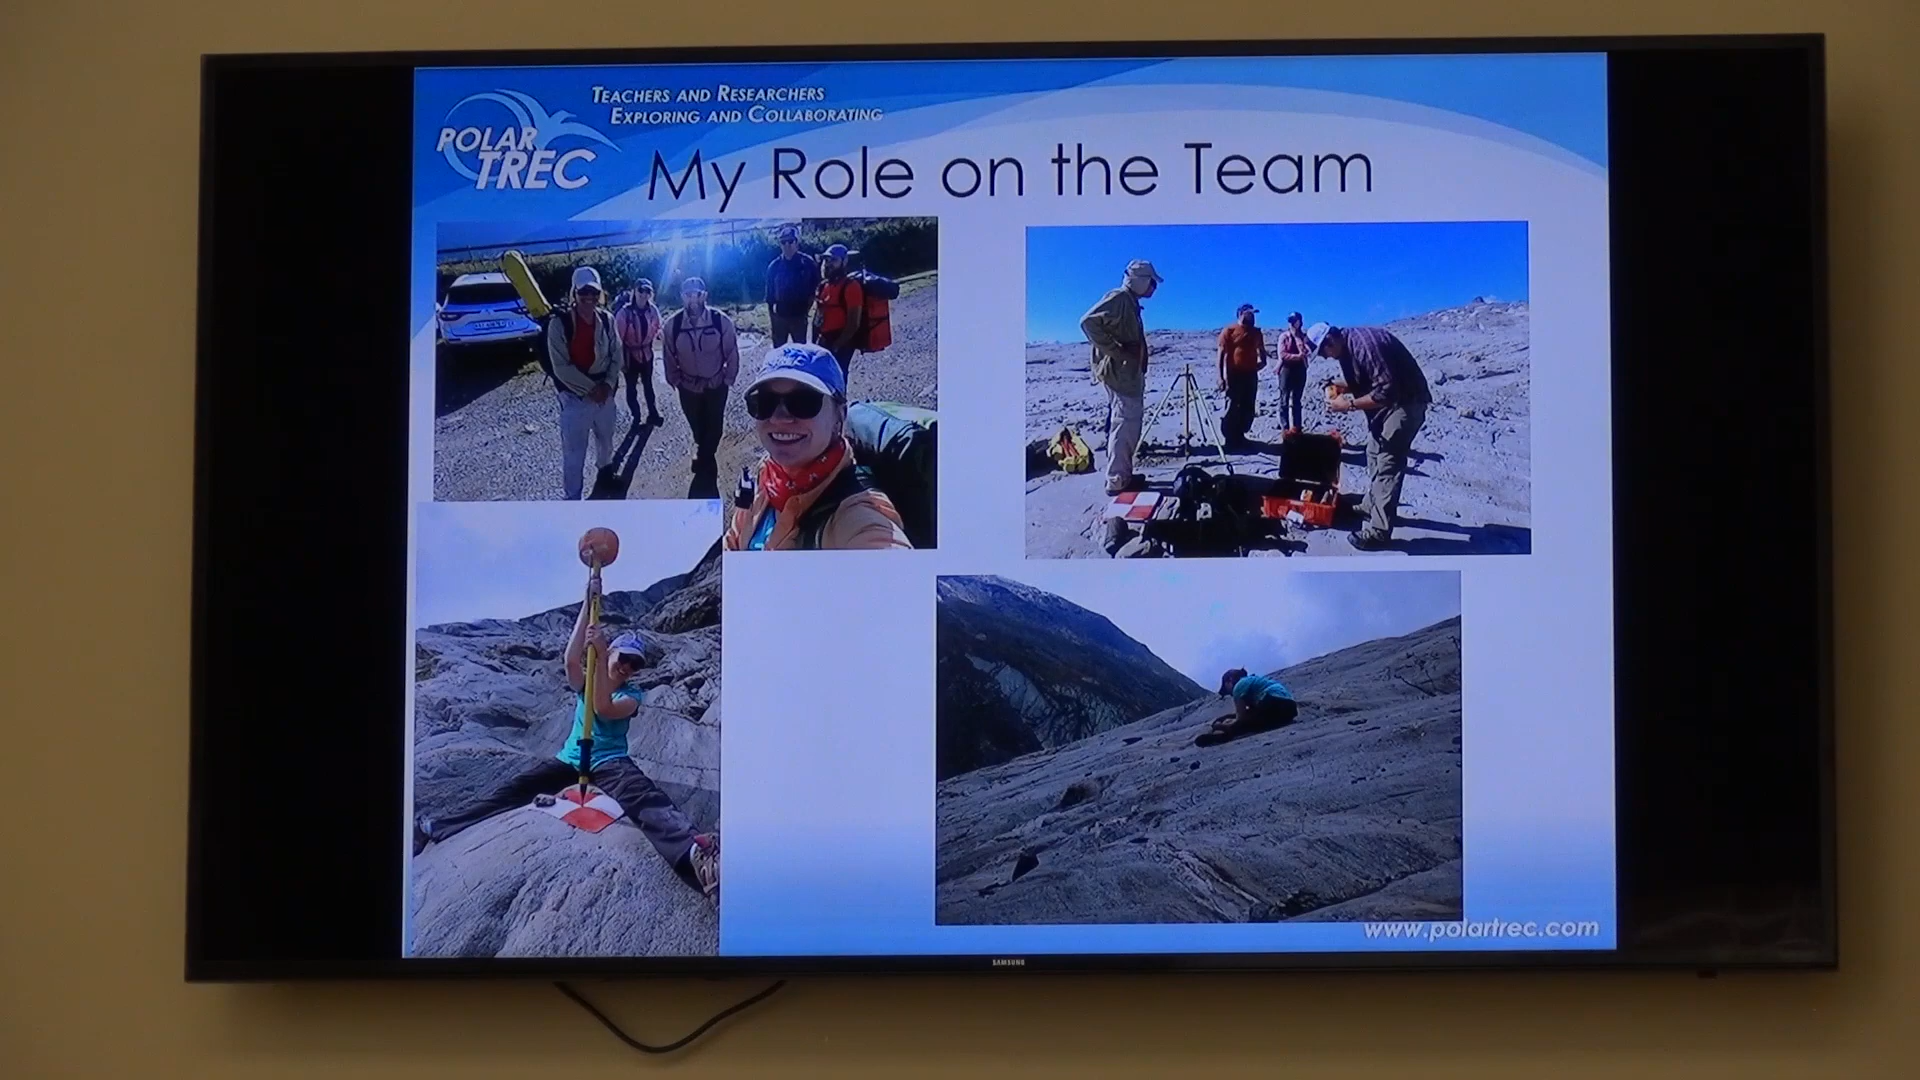 TEACHERS AND RESEARCHERS
EXPLORING AND COLLABORATING
POLAR
TREC
My Role on the Team
www.polartrec.com
SAMSUNG